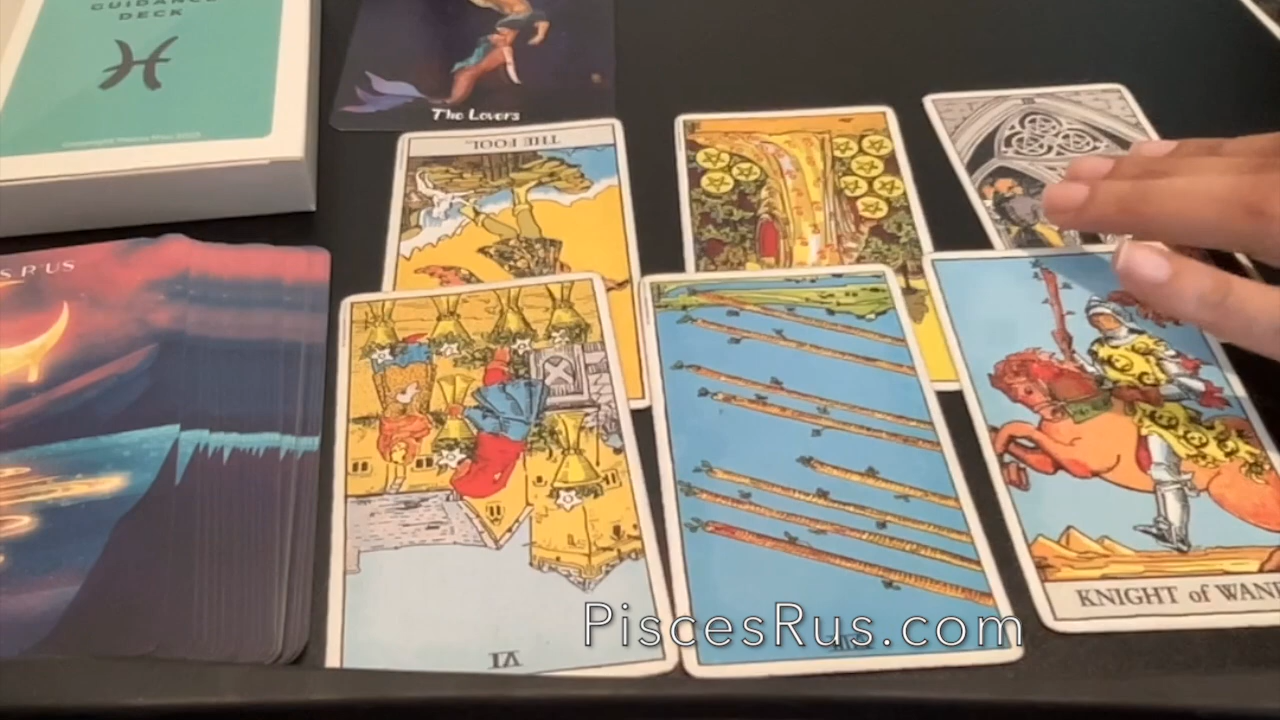 GUIDANCE
DECK
The Lovers
THE FOOL.
S R'US
KNIGHT of WAND
PiscesRus.com
VI